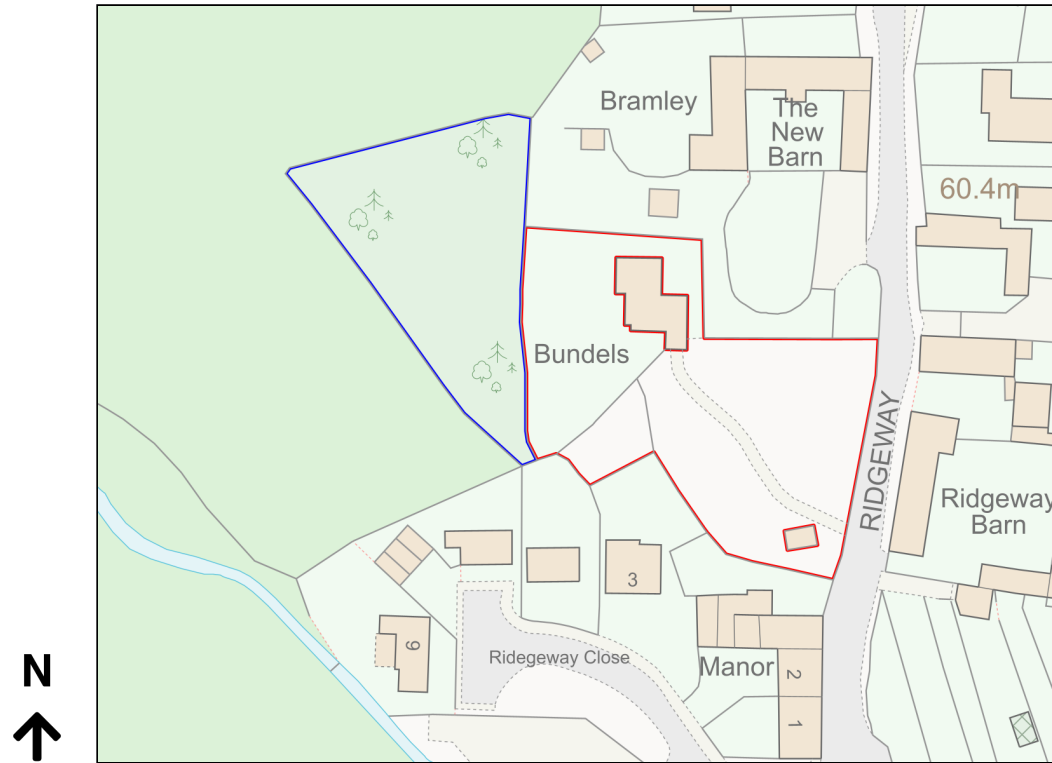 Bramley
The
New
Barn
60.4m
Bundels
RIDGEWAY
Ridgeway
Barn
3
9
Ridegeway Close
Manor
2
1
N